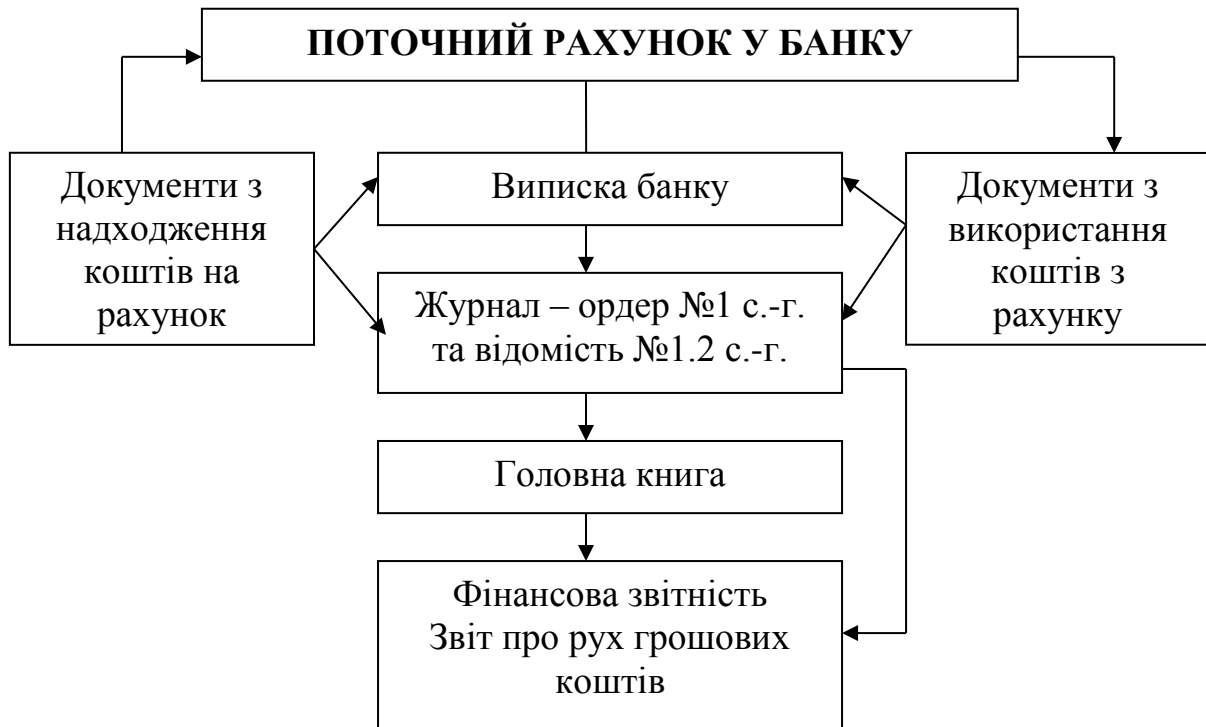 ПОТОЧНИЙ РАХУНОК У БАНКУ
Документи з
надходження
коштів на
рахунок
Виписка банку
Документи з
використання
коштів з
рахунку
Журнал – ордер №1 с.-г.
та відомість №1.2 с.-г.
Головна книга
Фінансова звітність
Звіт про рух грошових
коштів